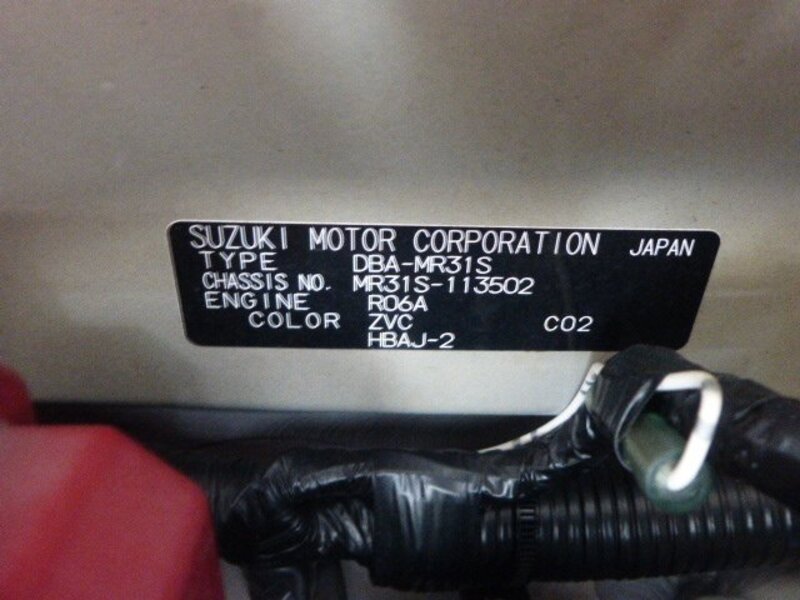 SUZUKI MOTOR CORPORATION JAPAN
TYPE DBA-MR31S
CHASSIS NO. MR31S-113502
ENGINE R06A
COLOR ZVC C02
HBAJ-2